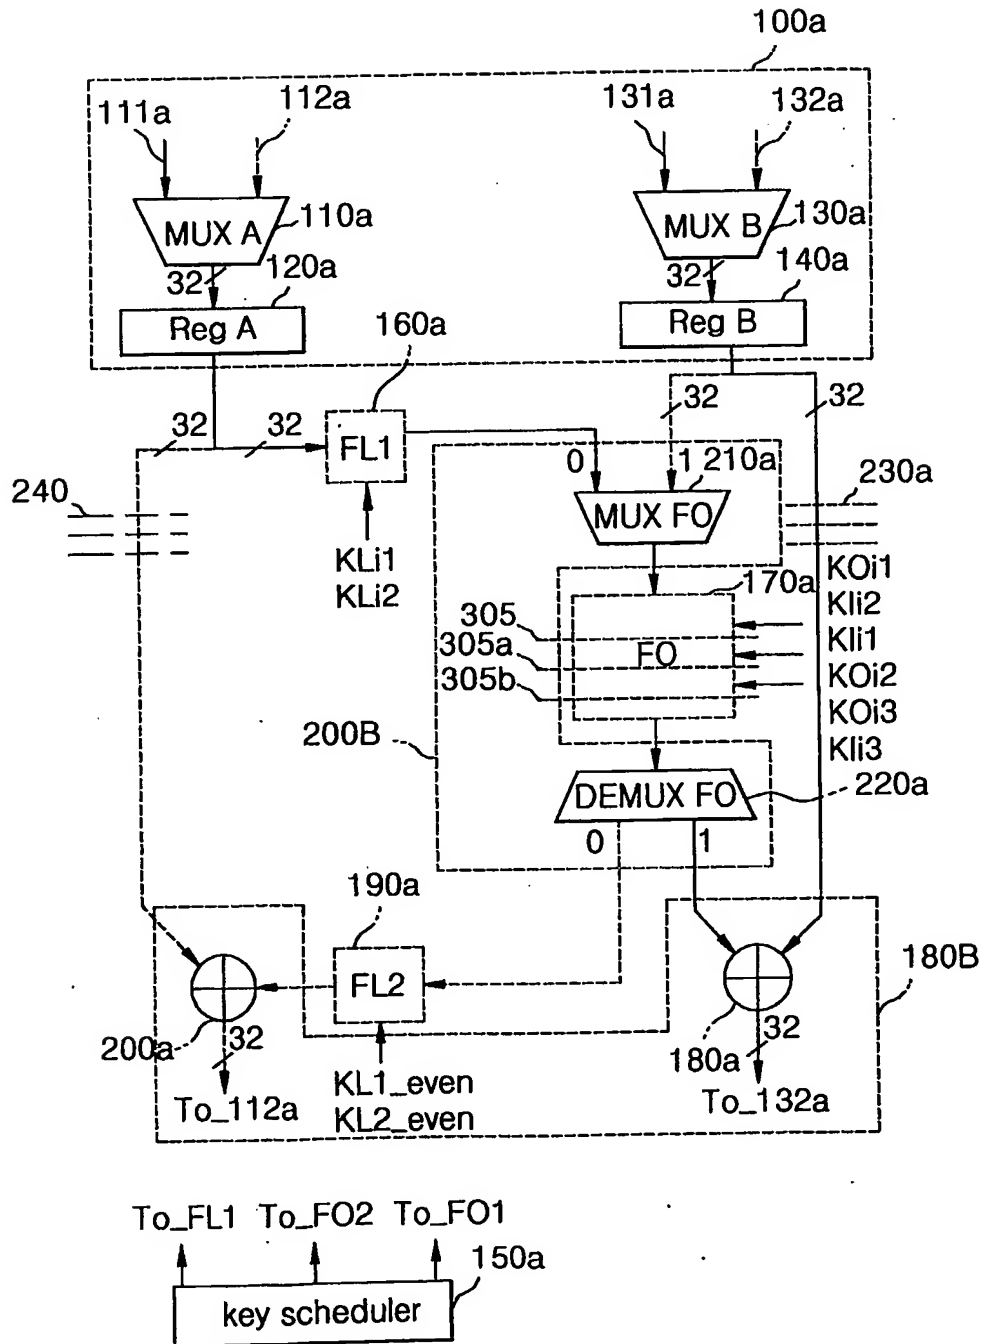 100a
111a
112a
131a
132a
MUX A
110a
MUX B
130a
32
120a
32
140a
Reg A
Reg B
160a
32
32
FL1
32
32
0
1
210a
240
230a
MUX FO
KLi1
KLi2
170a
KOi1
KIi2
305
KIi1
FO
305a
KOi2
305b
KOi3
200B
KIi3
DEMUX FO
220a
0
1
190a
FL2
180B
200a
32
180a
32
KL1_even
To_112a
To_132a
KL2_even
To_FL1
To_FO2
To_FO1
150a
key scheduler